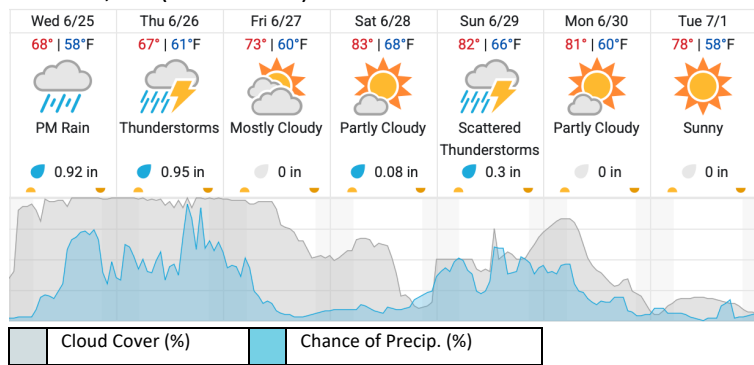 Wed 6/25 Thu 6/26 Fri 6/27 Sat 6/28 Sun 6/29 Mon 6/30 Tue 7/1
68° | 58°F 67° | 61°F 73° | 60°F 83° | 68°F 82° | 66°F 81° | 60°F 78° | 58°F
PM Rain Thunderstorms Mostly Cloudy Partly Cloudy Scattered Partly Cloudy Sunny
Thunderstorms
0.92 in 0.95 in 0 in 0.08 in 0.3 in 0 in 0 in
Cloud Cover (%) Chance of Precip. (%)